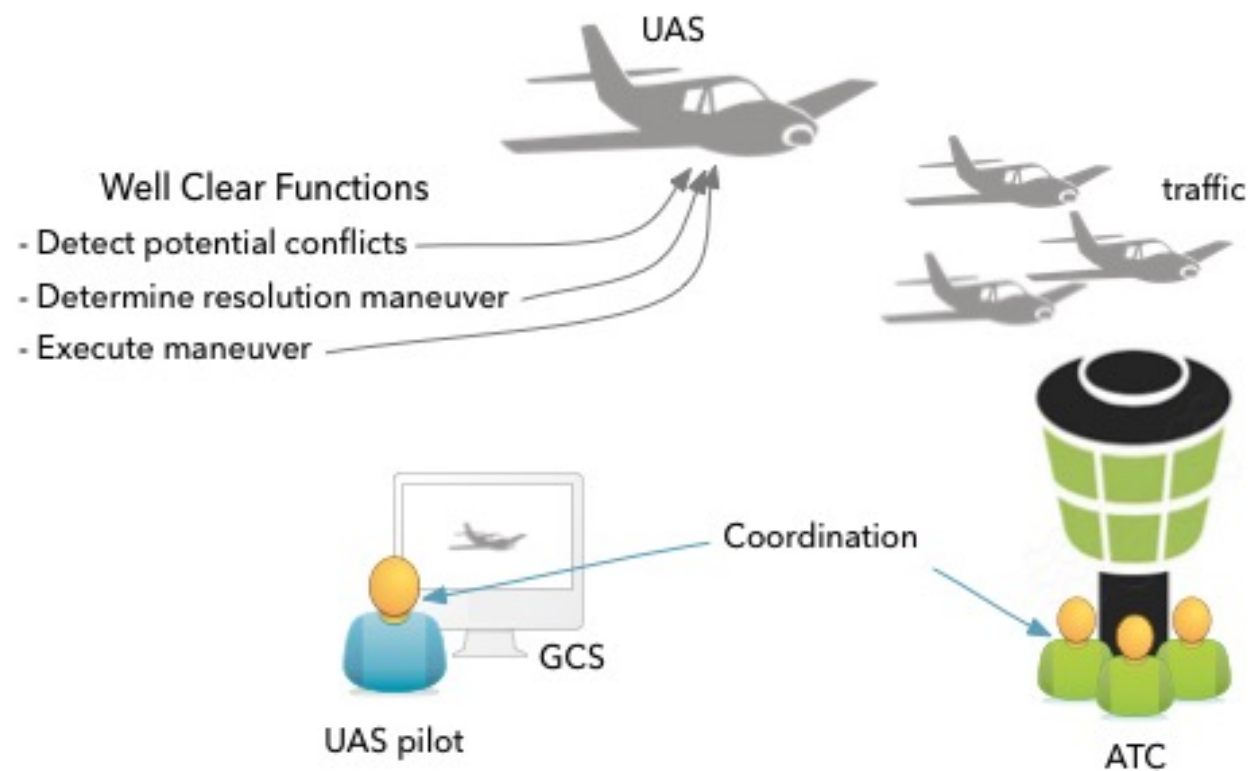 UAS
Well Clear Functions
traffic
- Detect potential conflicts
- Determine resolution maneuver
- Execute maneuver
Coordination
GCS
UAS pilot
ATC